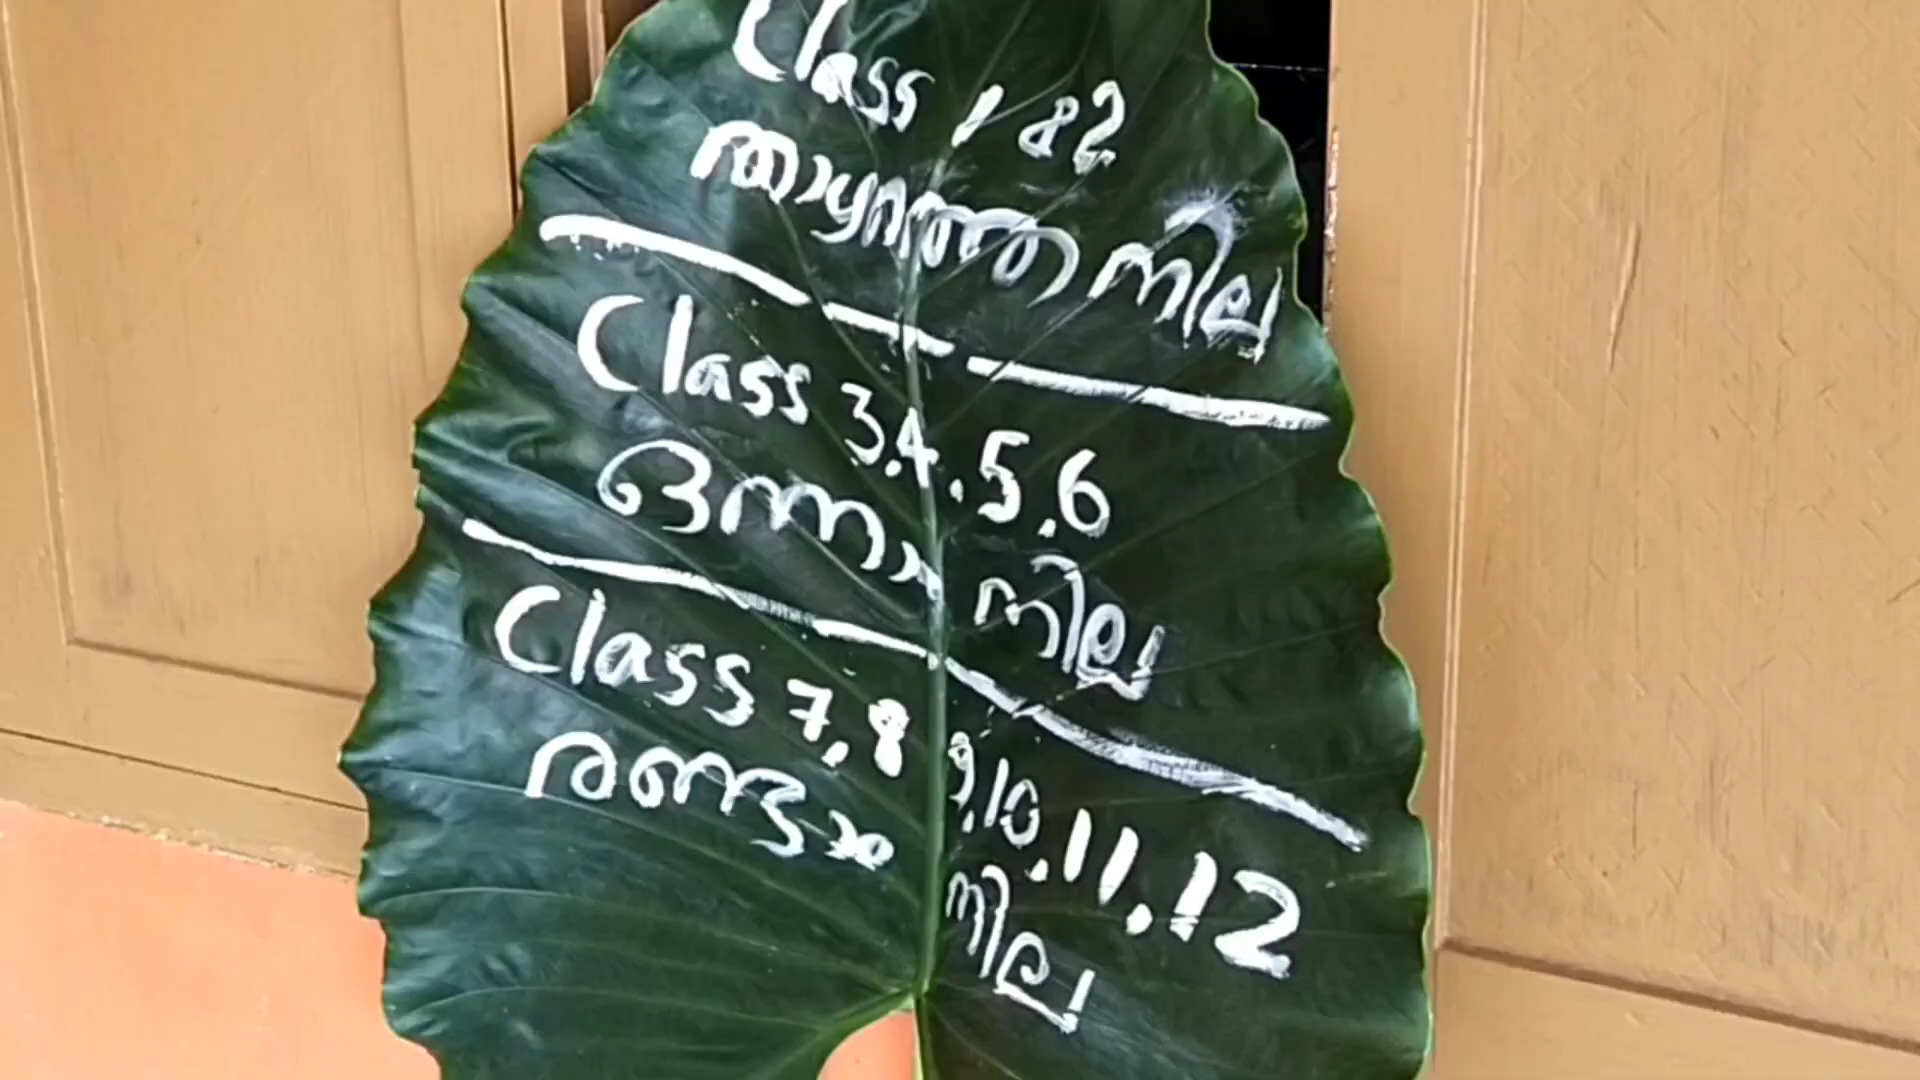 Class 1 & 2
താഴത്തെ നില
Class 3,4,5,6
ഒന്നാം നില
Class 7,8 9,10,11,12
രണ്ടാം നില